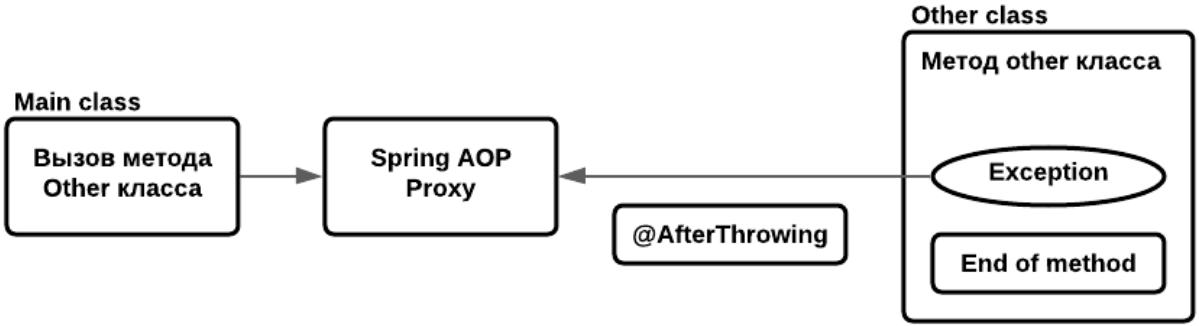 Main class
Вызов метода
Other класса
Spring AOP
Proxy
@AfterThrowing
Other class
Метод other класса
Exception
End of method